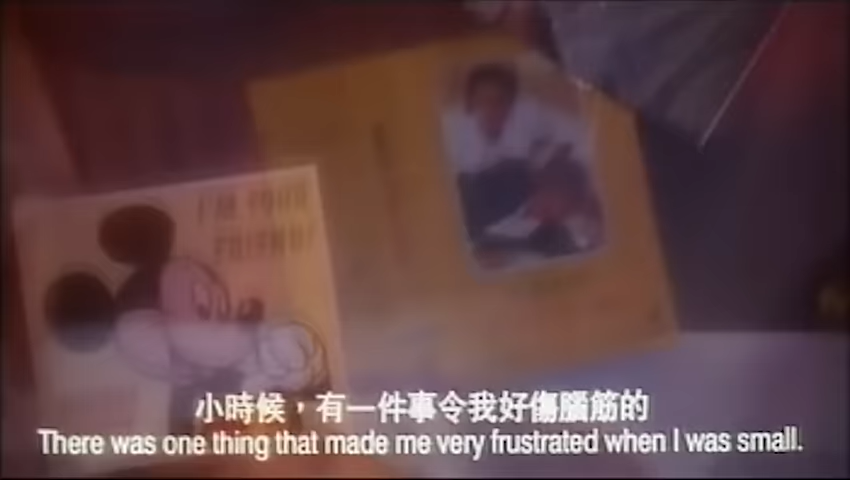 I'M YOUR
FRIEND!
小時候，有一件事令我好傷腦筋的
There was one thing that made me very frustrated when I was small.